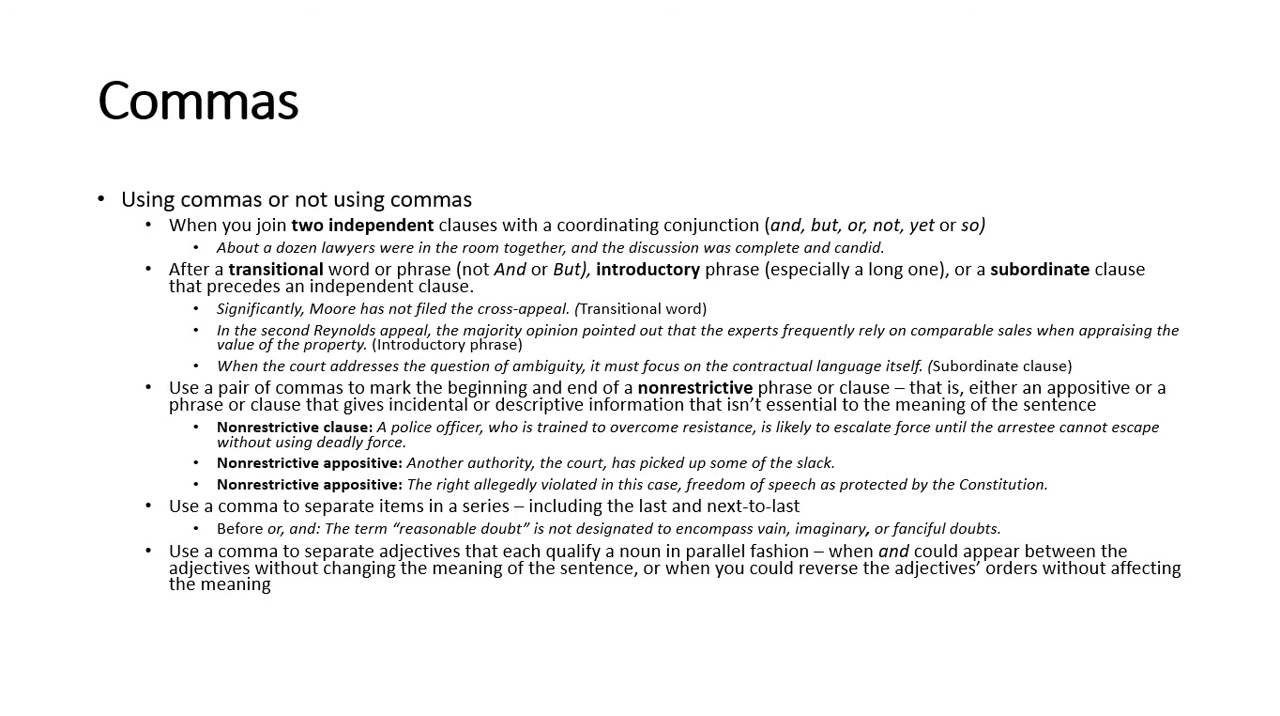 Commas
• Using commas or not using commas
• When you join two independent clauses with a coordinating conjunction (and, but, or, not, yet or so)
• About a dozen lawyers were in the room together, and the discussion was complete and candid.
• After a transitional word or phrase (not And or But), introductory phrase (especially a long one), or a subordinate clause
that precedes an independent clause.
• Significantly, Moore has not filed the cross-appeal. (Transitional word)
• In the second Reynolds appeal, the majority opinion pointed out that the experts frequently rely on comparable sales when appraising the
value of the property. (Introductory phrase)
• When the court addresses the question of ambiguity, it must focus on the contractual language itself. (Subordinate clause)
• Use a pair of commas to mark the beginning and end of a nonrestrictive phrase or clause – that is, either an appositive or a
phrase or clause that gives incidental or descriptive information that isn’t essential to the meaning of the sentence
• Nonrestrictive clause: A police officer, who is trained to overcome resistance, is likely to escalate force until the arrestee cannot escape
without using deadly force.
• Nonrestrictive appositive: Another authority, the court, has picked up some of the slack.
• Nonrestrictive appositive: The right allegedly violated in this case, freedom of speech as protected by the Constitution.
• Use a comma to separate items in a series – including the last and next-to-last
• Before or, and: The term “reasonable doubt” is not designated to encompass vain, imaginary, or fanciful doubts.
• Use a comma to separate adjectives that each qualify a noun in parallel fashion – when and could appear between the
adjectives without changing the meaning of the sentence, or when you could reverse the adjectives’ orders without affecting
the meaning